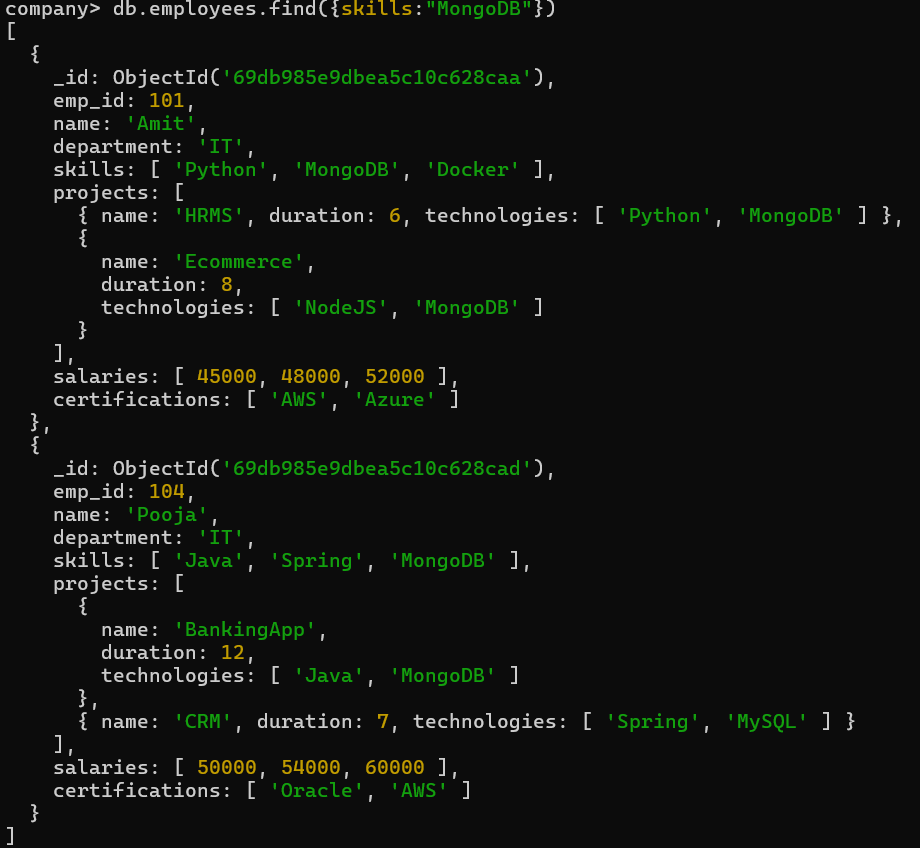 company> db.employees.find({skills:"MongoDB"})
[
  {
    _id: ObjectId('69db985e9dbea5c10c628caa'),
    emp_id: 101,
    name: 'Amit',
    department: 'IT',
    skills: [ 'Python', 'MongoDB', 'Docker' ],
    projects: [
      { name: 'HRMS', duration: 6, technologies: [ 'Python', 'MongoDB' ] },
      {
        name: 'Ecommerce',
        duration: 8,
        technologies: [ 'NodeJS', 'MongoDB' ]
      }
    ],
    salaries: [ 45000, 48000, 52000 ],
    certifications: [ 'AWS', 'Azure' ]
  },
  {
    _id: ObjectId('69db985e9dbea5c10c628cad'),
    emp_id: 104,
    name: 'Pooja',
    department: 'IT',
    skills: [ 'Java', 'Spring', 'MongoDB' ],
    projects: [
      {
        name: 'BankingApp',
        duration: 12,
        technologies: [ 'Java', 'MongoDB' ]
      },
      { name: 'CRM', duration: 7, technologies: [ 'Spring', 'MySQL' ] }
    ],
    salaries: [ 50000, 54000, 60000 ],
    certifications: [ 'Oracle', 'AWS' ]
  }
]